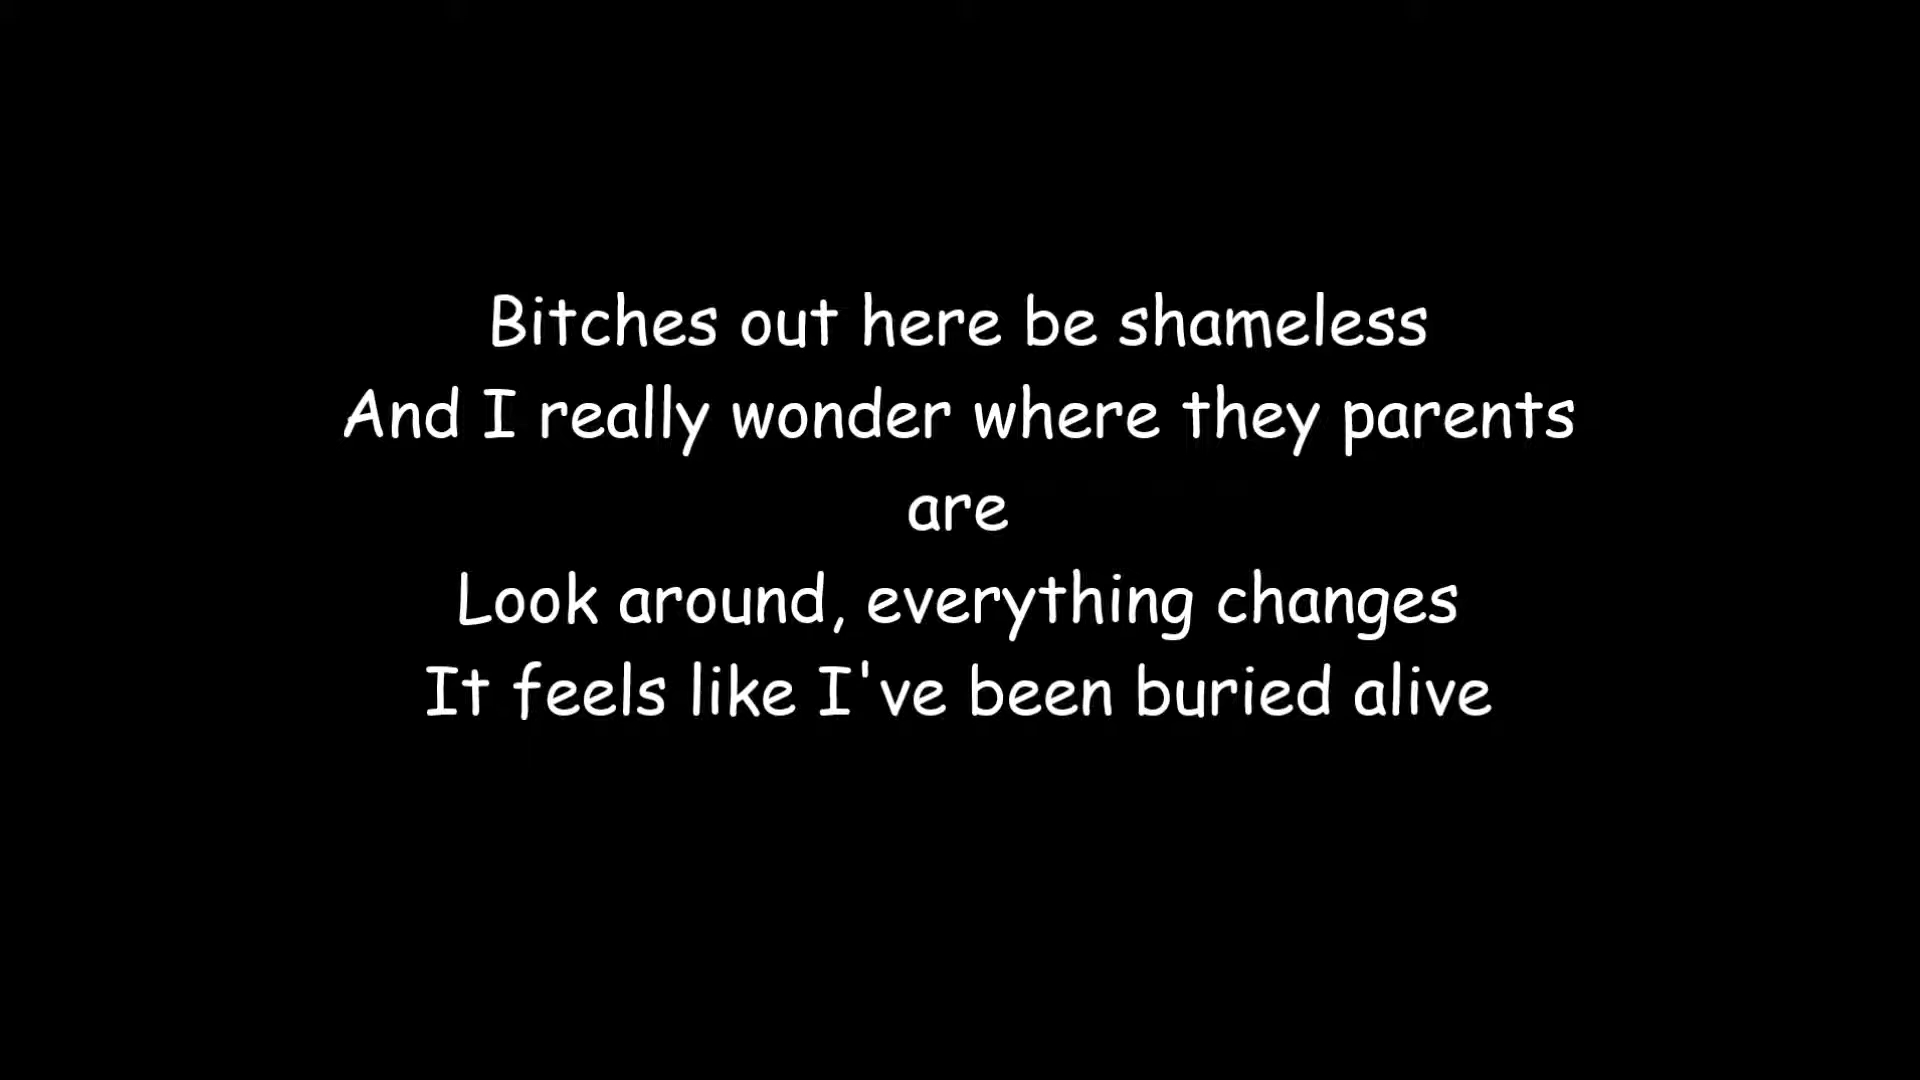 Bitches out here be shameless
And I really wonder where they parents
are
Look around, everything changes
It feels like I've been buried alive